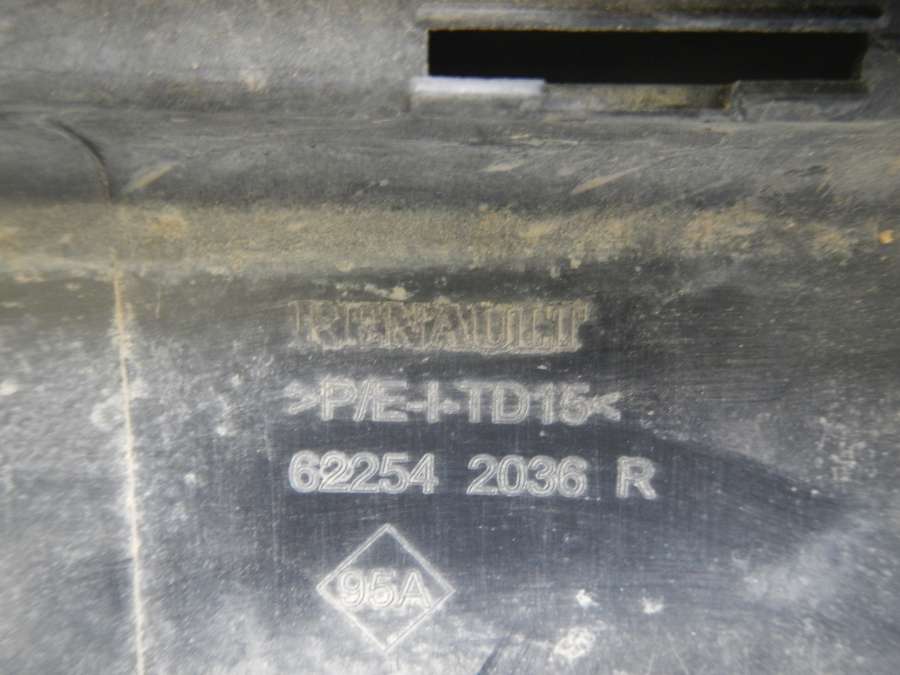 RENAULT
>P/E-I-TD15<
62254 2036 R
95A